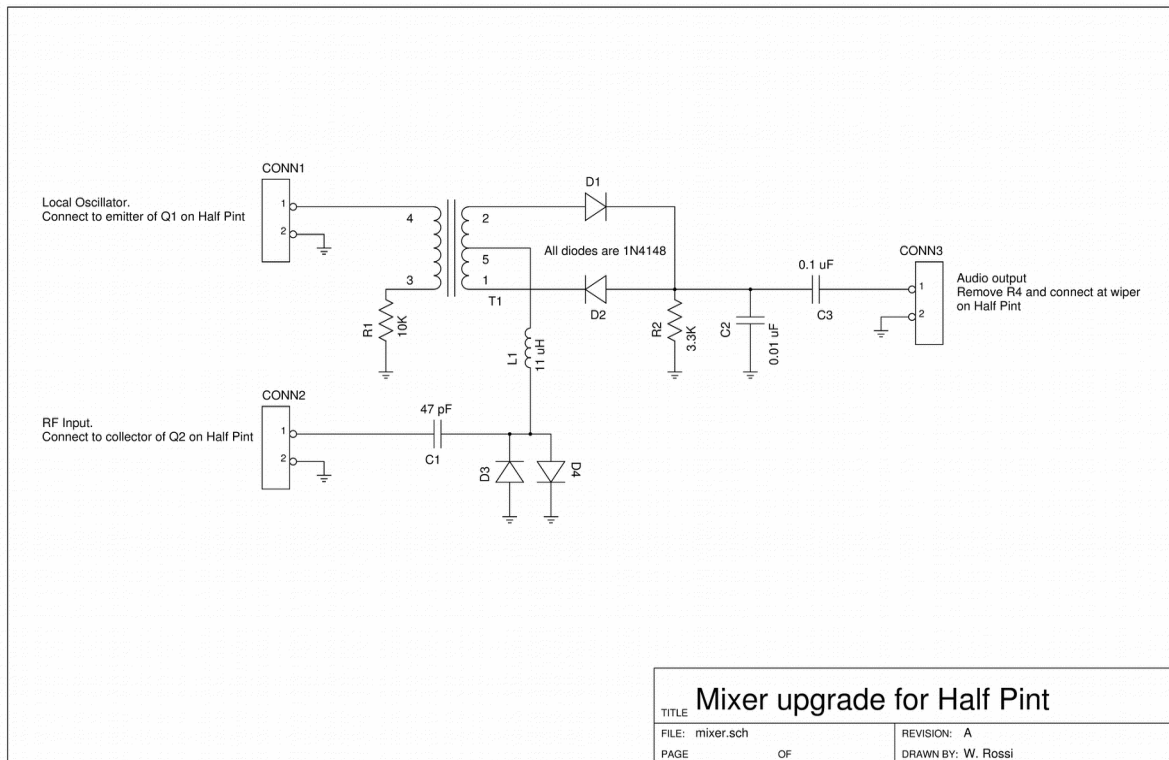 CONN1
Local Oscillator.
Connect to emitter of Q1 on Half Pint
1
2
4
3
2
5
1
T1
R1
10K
D1
All diodes are 1N4148
D2
R2
3.3K
C2
0.01 uF
0.1 uF
C3
CONN3
1
2
Audio output
Remove R4 and connect at wiper
on Half Pint
L1
11 uH
CONN2
RF Input.
Connect to collector of Q2 on Half Pint
1
2
47 pF
C1
D3
D4
TITLE Mixer upgrade for Half Pint
FILE: mixer.sch
REVISION: A
PAGE OF
DRAWN BY: W. Rossi